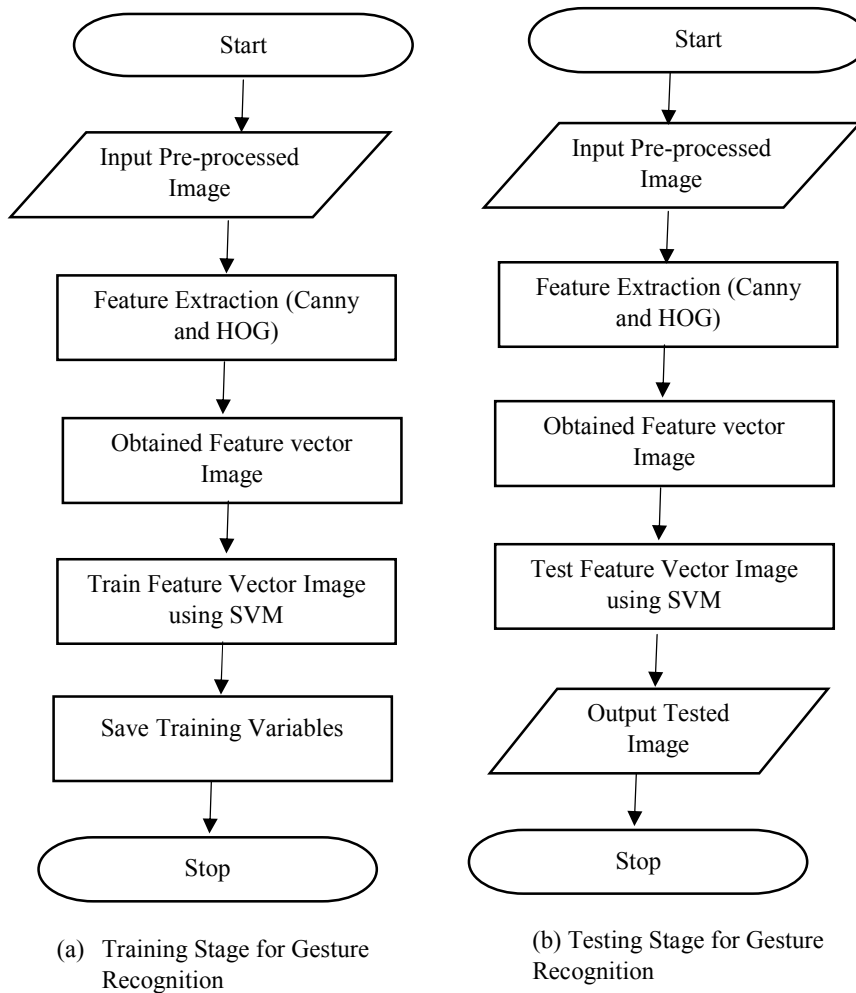 Start
Input Pre-processed
Image
Feature Extraction (Canny
and HOG)
Obtained Feature vector
Image
Train Feature Vector Image
using SVM
Save Training Variables
Stop
(a) Training Stage for Gesture
Recognition
Start
Input Pre-processed
Image
Feature Extraction (Canny
and HOG)
Obtained Feature vector
Image
Test Feature Vector Image
using SVM
Output Tested
Image
Stop
(b) Testing Stage for Gesture
Recognition